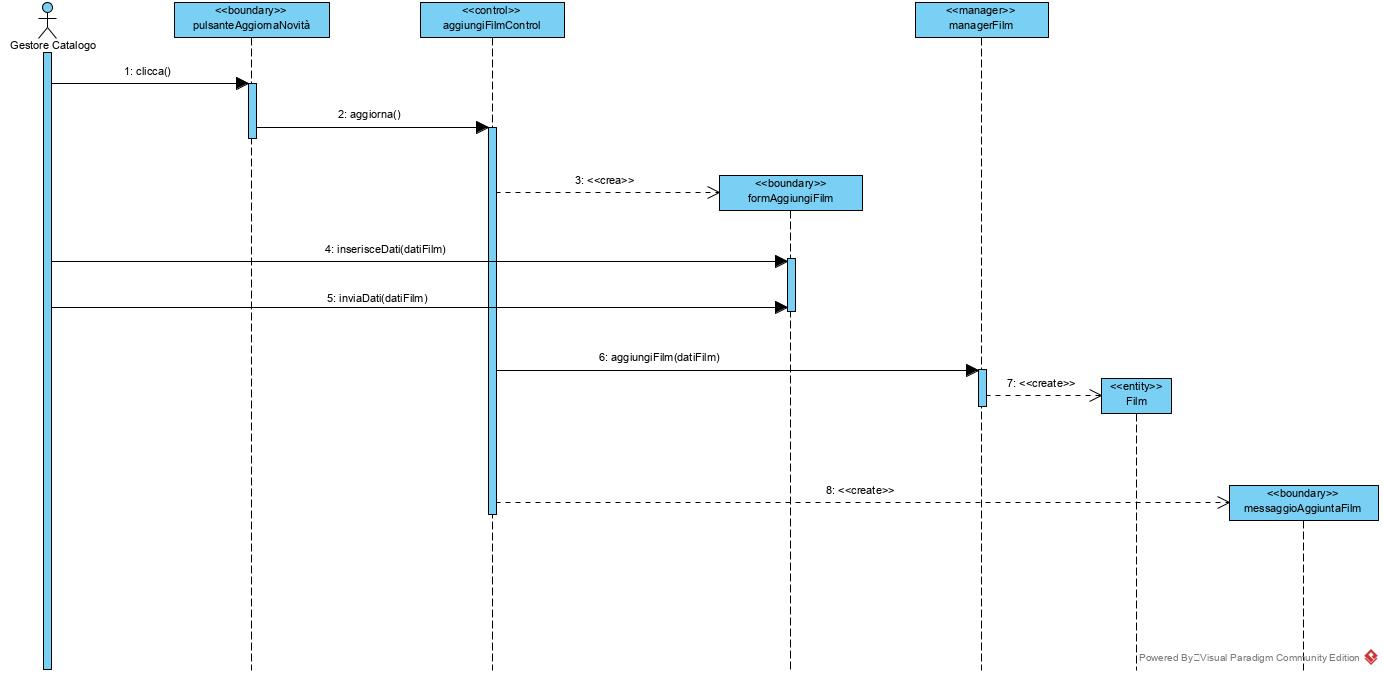 <<boundary>>
pulsanteAggiornaNovità
<<control>>
aggiungiFilmControl
<<manager>>
managerFilm
Gestore Catalogo
1: clicca()
2: aggiorna()
3: <<crea>>
<<boundary>>
formAggiungiFilm
4: inserisceDati(datiFilm)
5: inviaDati(datiFilm)
6: aggiungiFilm(datiFilm)
7: <<create>>
<<entity>>
Film
8: <<create>>
<<boundary>>
messaggioAggiuntaFilm
Powered By Visual Paradigm Community Edition